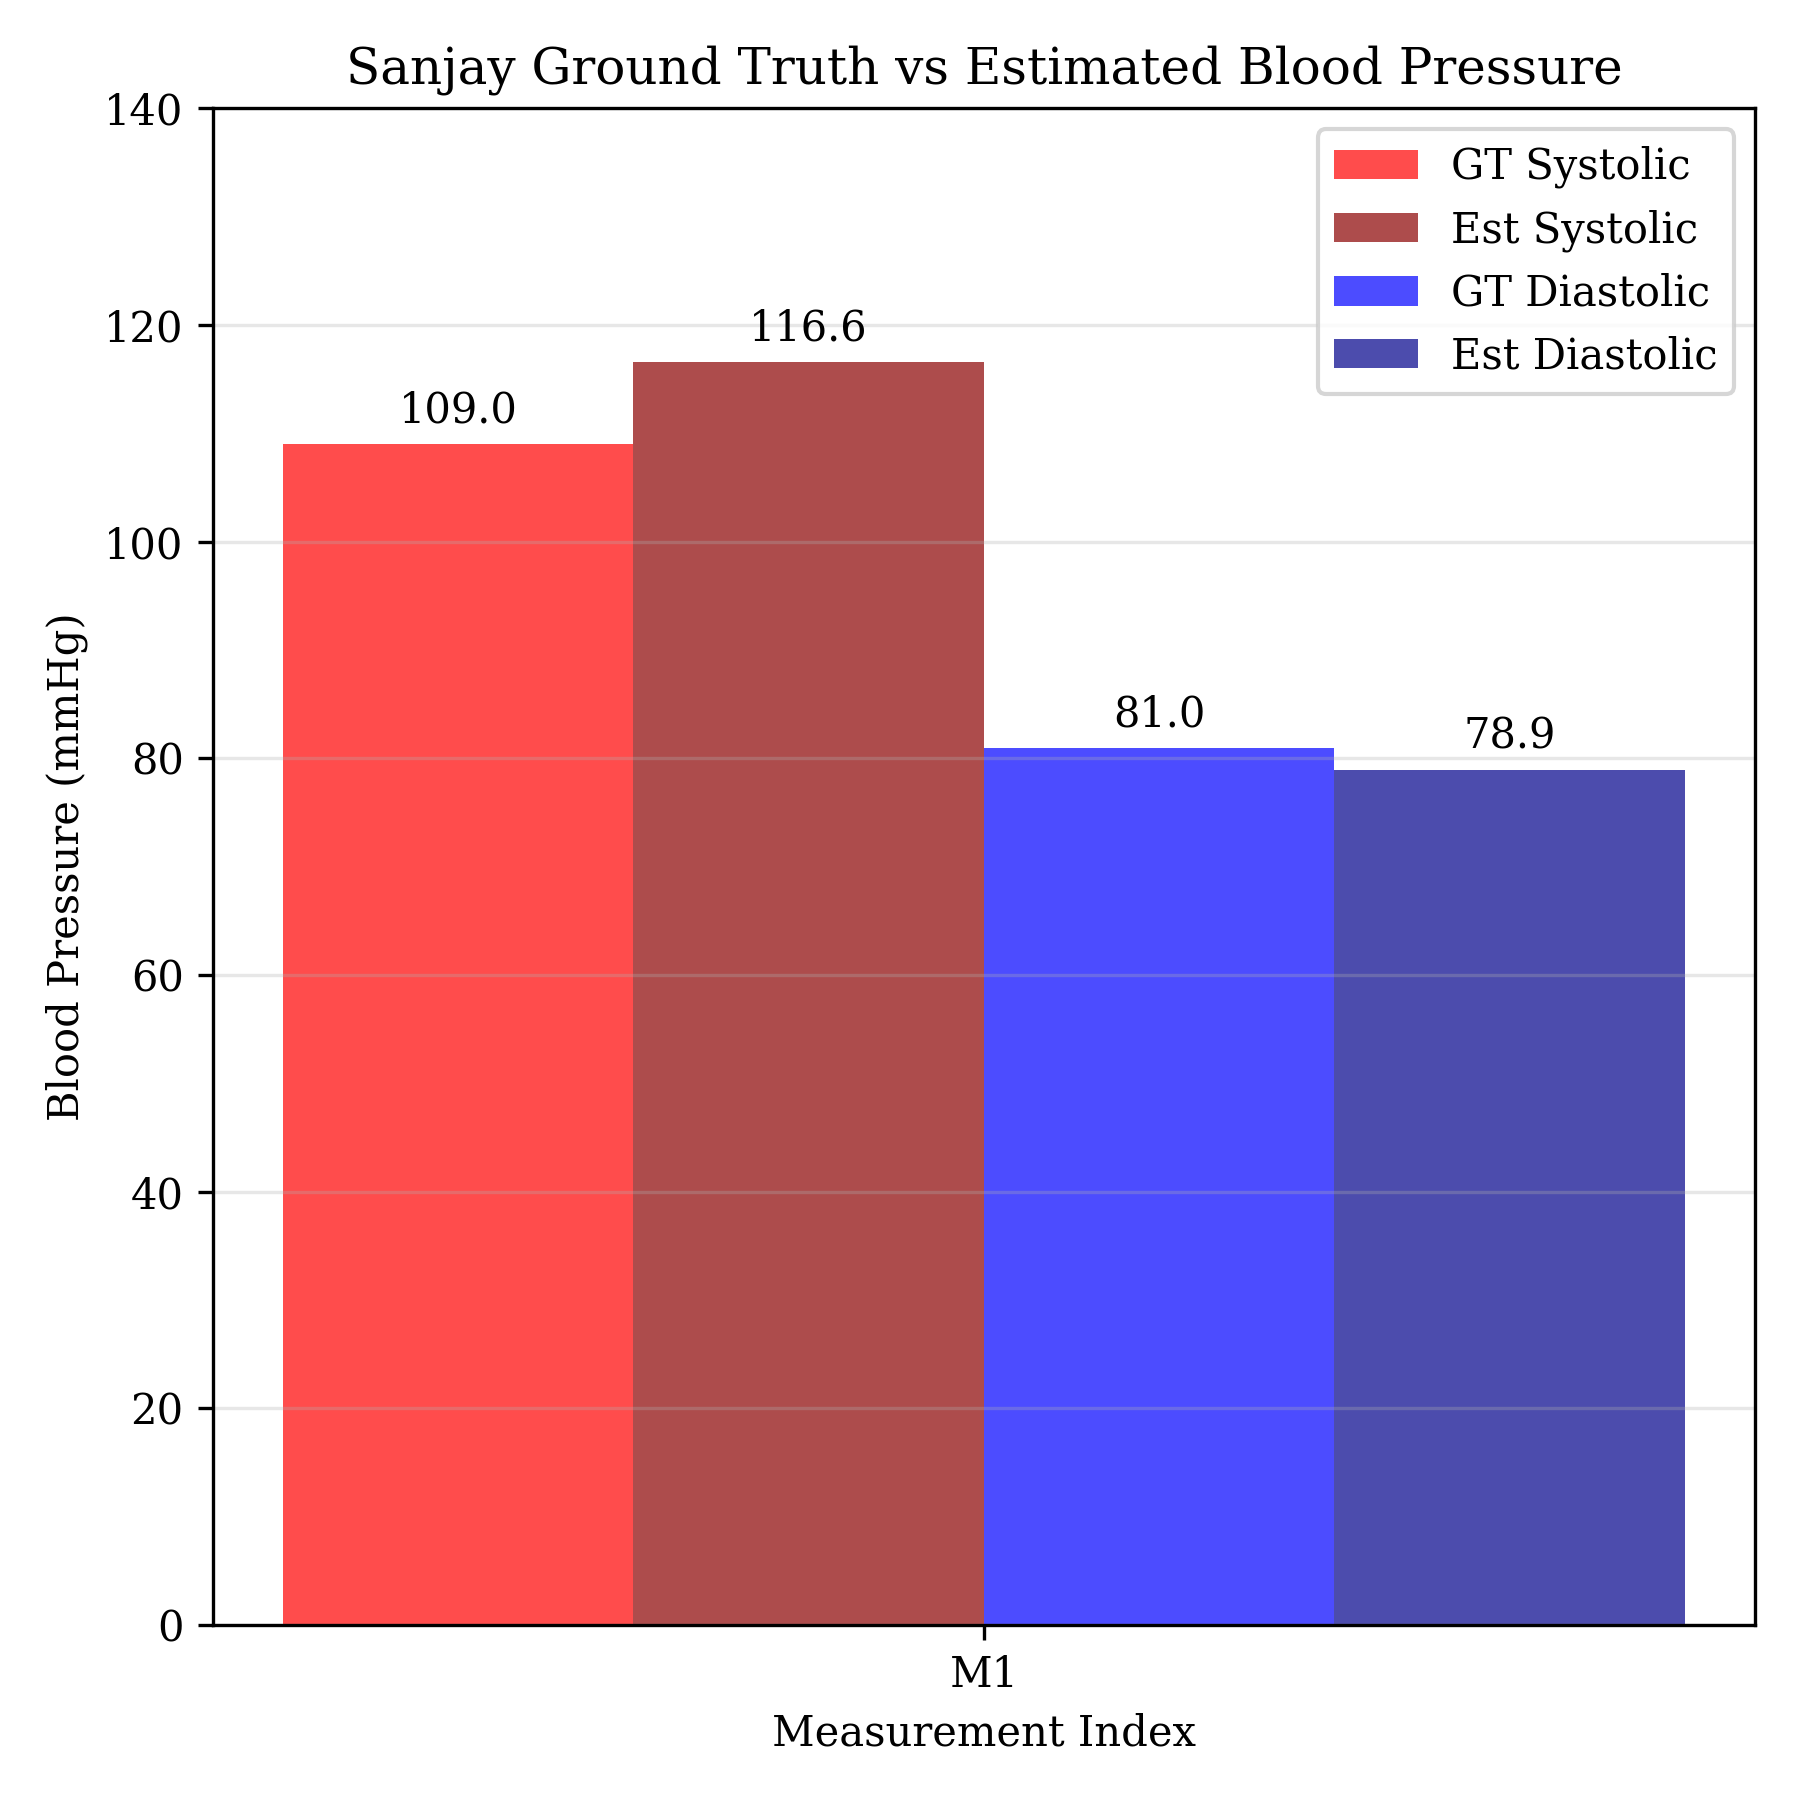 Sanjay Ground Truth vs Estimated Blood Pressure
140
120
100
80
60
40
20
0
Blood Pressure (mmHg)
GT Systolic
Est Systolic
GT Diastolic
Est Diastolic
109.0
116.6
81.0
78.9
M1
Measurement Index